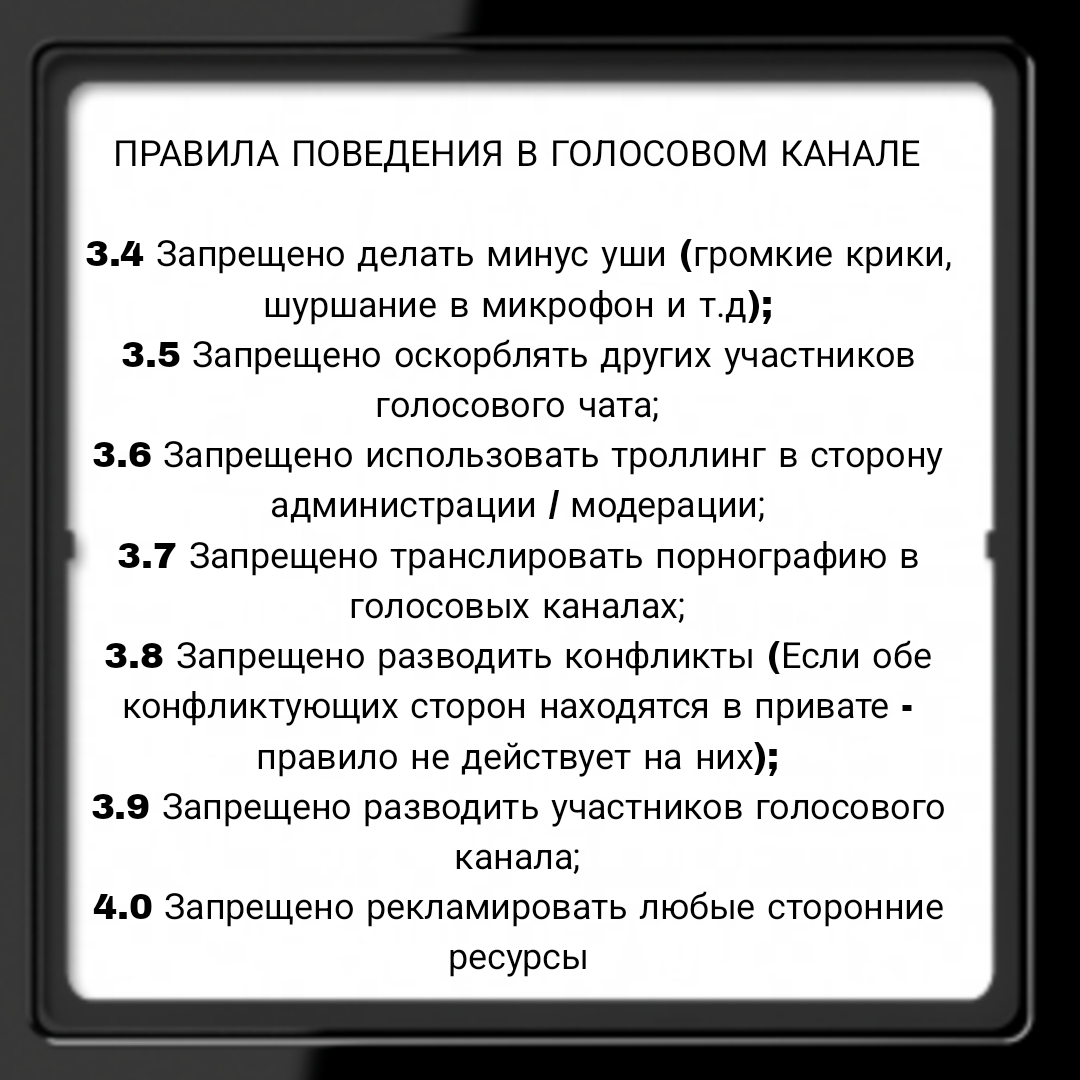 ПРАВИЛА ПОВЕДЕНИЯ В ГОЛОСОВОМ КАНАЛЕ
3.4 Запрещено делать минус уши (громкие крики,
шуршание в микрофон и т.д);
3.5 Запрещено оскорблять других участников
голосового чата;
3.6 Запрещено использовать троллинг в сторону
администрации / модерации;
3.7 Запрещено транслировать порнографию в
голосовых каналах;
3.8 Запрещено разводить конфликты (Если обе
конфликтующих сторон находятся в привате -
правило не действует на них);
3.9 Запрещено разводить участников голосового
канала;
4.0 Запрещено рекламировать любые сторонние
ресурсы